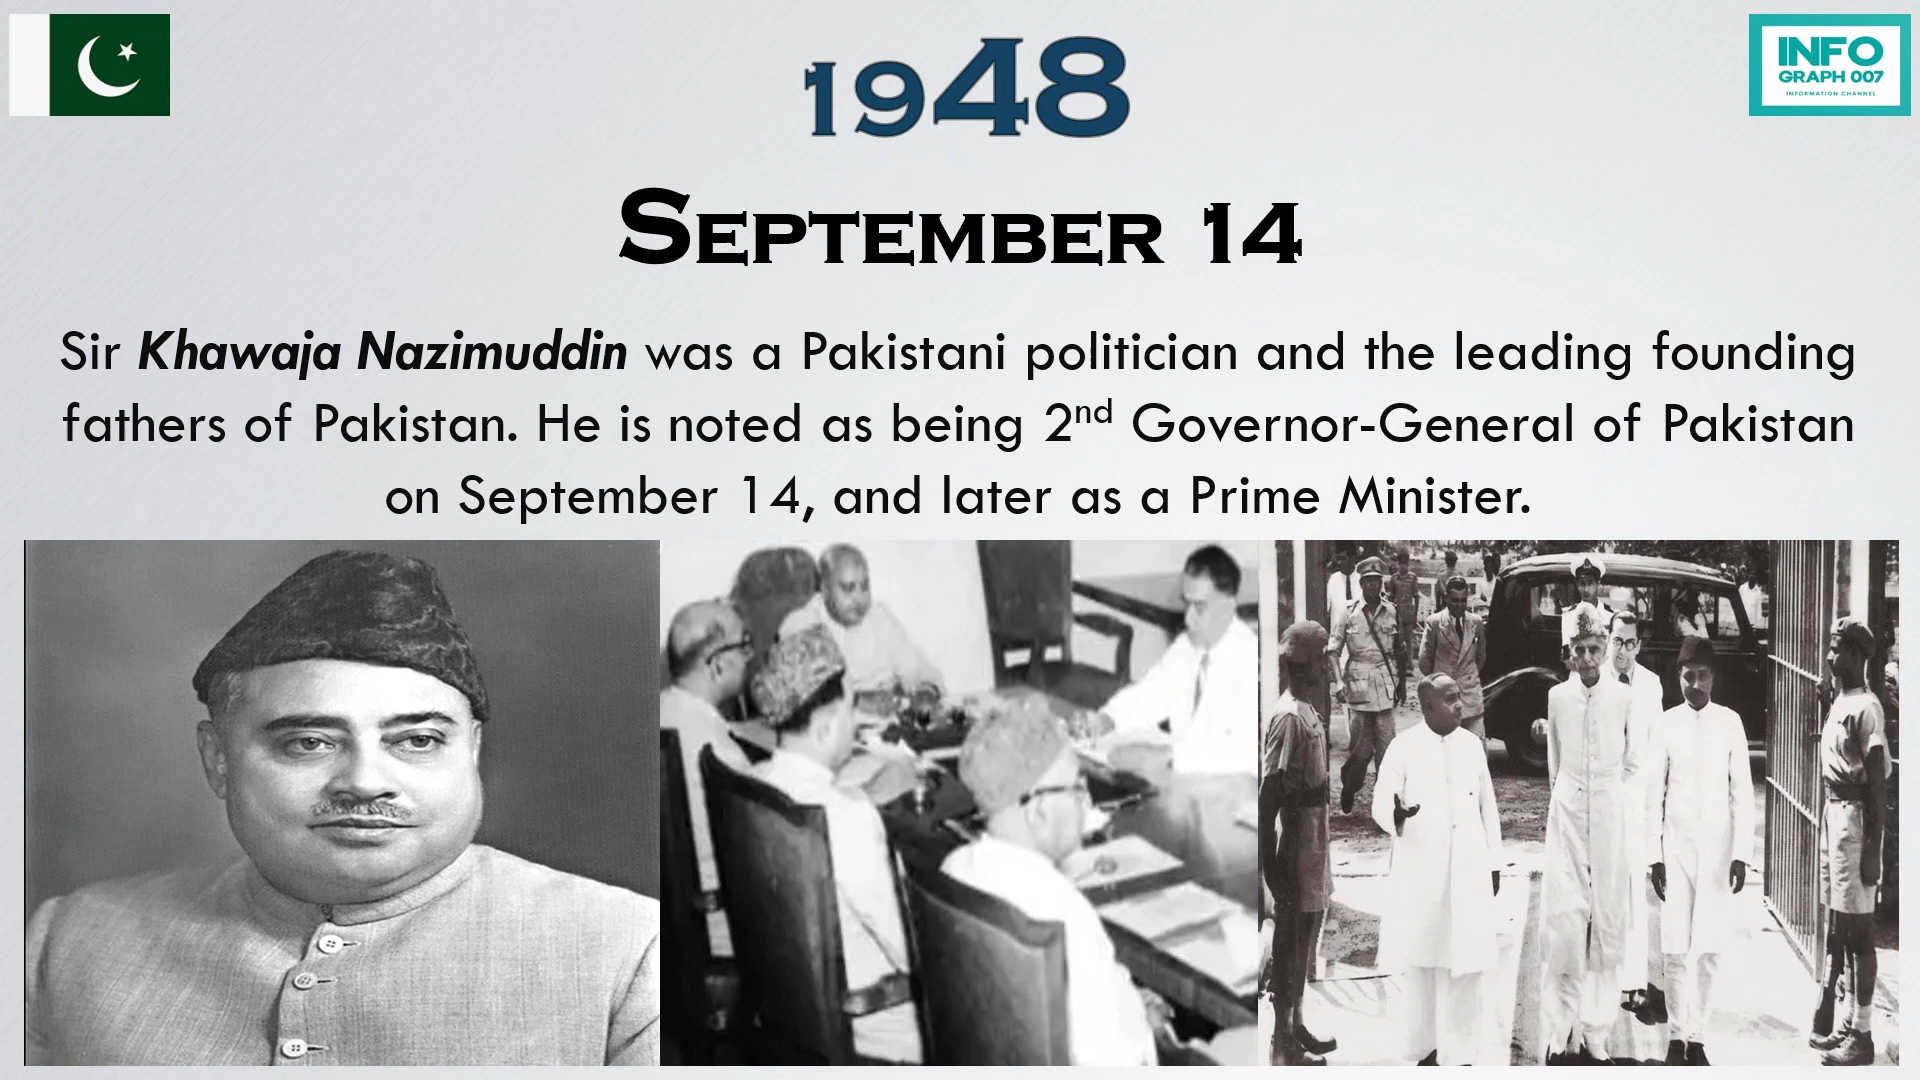 INFO
GRAPH 007
INFORMATION CHANNEL
1948
SEPTEMBER 14
Sir Khawaja Nazimuddin was a Pakistani politician and the leading founding
fathers of Pakistan. He is noted as being 2nd Governor-General of Pakistan
on September 14, and later as a Prime Minister.